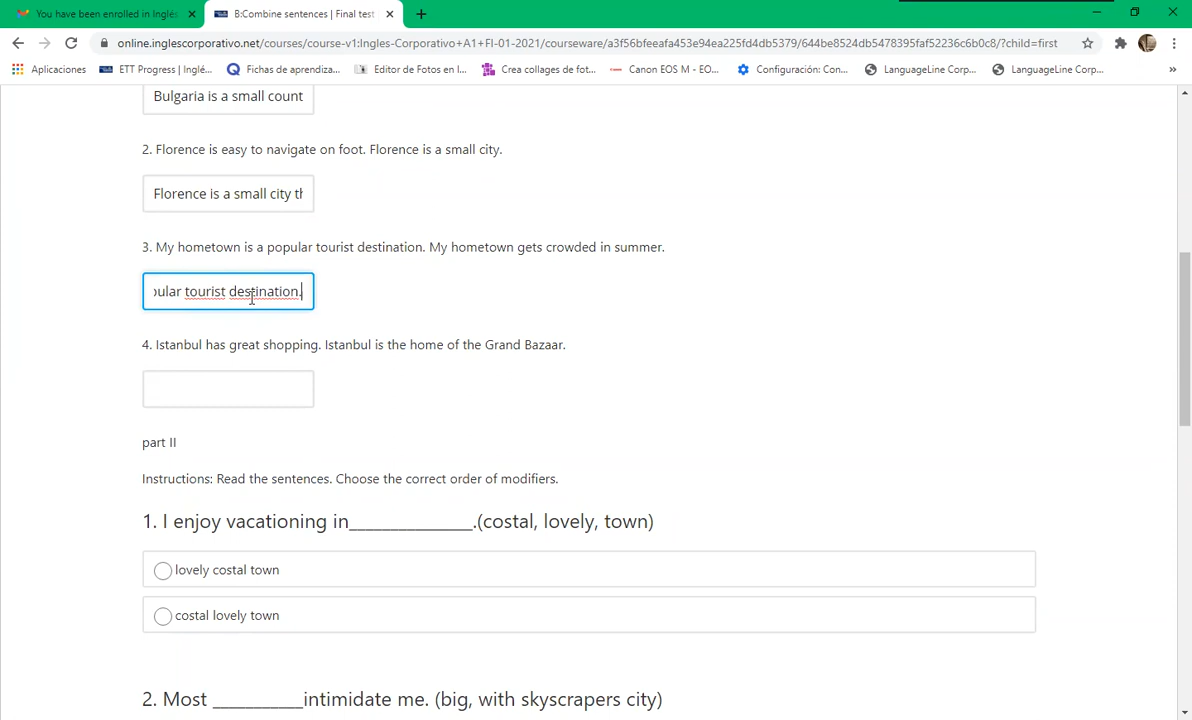 You have been enrolled in Inglés
B:Combine sentences | Final test
online.inglescorporativo.net/courses/course-v1:Ingles-Corporativo+A1+FI-01-2021/courseware/a3f56bfeeafa453e94ea225fd4db5379/644be8524db5478395faf52236c6b0c8/?child=first
Aplicaciones
ETT Progress | Inglé...
Fichas de aprendiza...
Editor de Fotos en l...
Crea collages de fot...
Canon EOS M - EO...
Configuración: Con...
LanguageLine Corp...
LanguageLine Corp...
Bulgaria is a small count
2. Florence is easy to navigate on foot. Florence is a small city.
Florence is a small city th
3. My hometown is a popular tourist destination. My hometown gets crowded in summer.
pular tourist destination.
4. Istanbul has great shopping. Istanbul is the home of the Grand Bazaar.
part II
Instructions: Read the sentences. Choose the correct order of modifiers.
1. I enjoy vacationing in_______________.(costal, lovely, town)
lovely costal town
costal lovely town
2. Most ___________intimidate me. (big, with skyscrapers city)